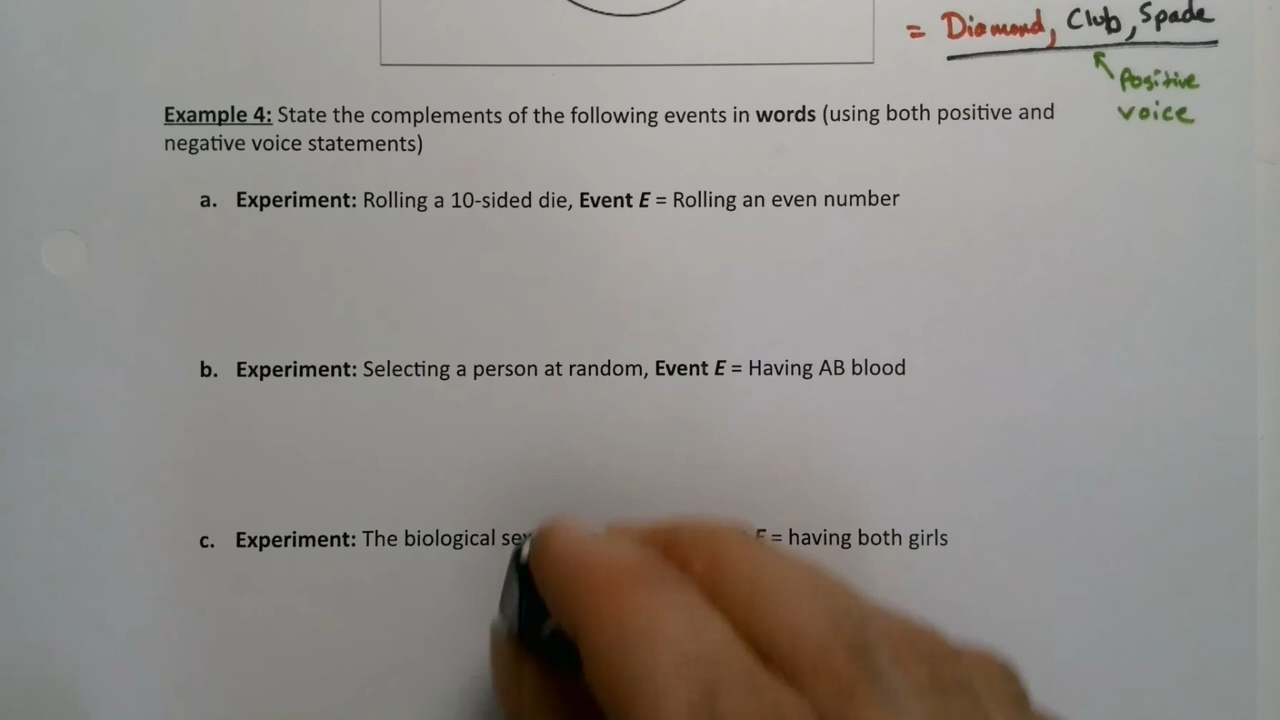 = Diamond, Club, Spade
Positive
voice
Example 4: State the complements of the following events in words (using both positive and
negative voice statements)
a. Experiment: Rolling a 10-sided die, Event E = Rolling an even number
b. Experiment: Selecting a person at random, Event E = Having AB blood
c. Experiment: The biological E = having both girls